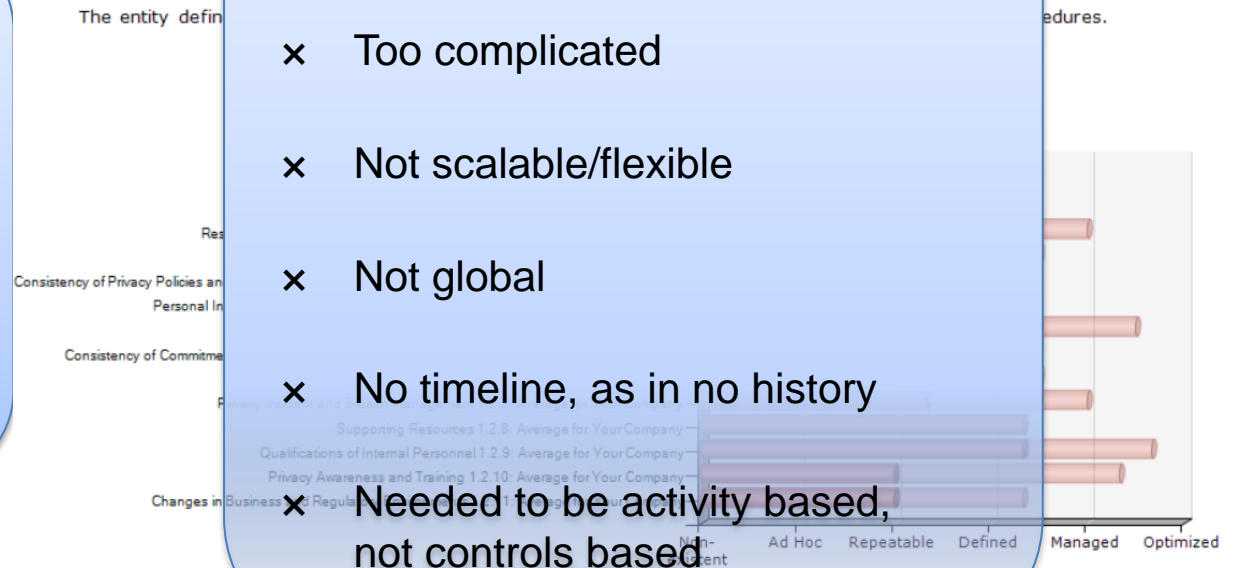 The entity defin
edures.
× Too complicated
× Not scalable/flexible
Res
× Not global
Consistency of Privacy Policies an
Personal In
Consistency of Commitme
× No timeline, as in no history
Supporting Resources 1.2.8: Average for Your Company
Qualifications of Internal Personnel 1.2.9: Average for Your Company
Privacy Awareness and Training 1.2.10: Average for Your Company
Changes in Business
× Needed to be activity based,
not controls based
Non-
Ad Hoc Repeatable Defined Managed Optimized